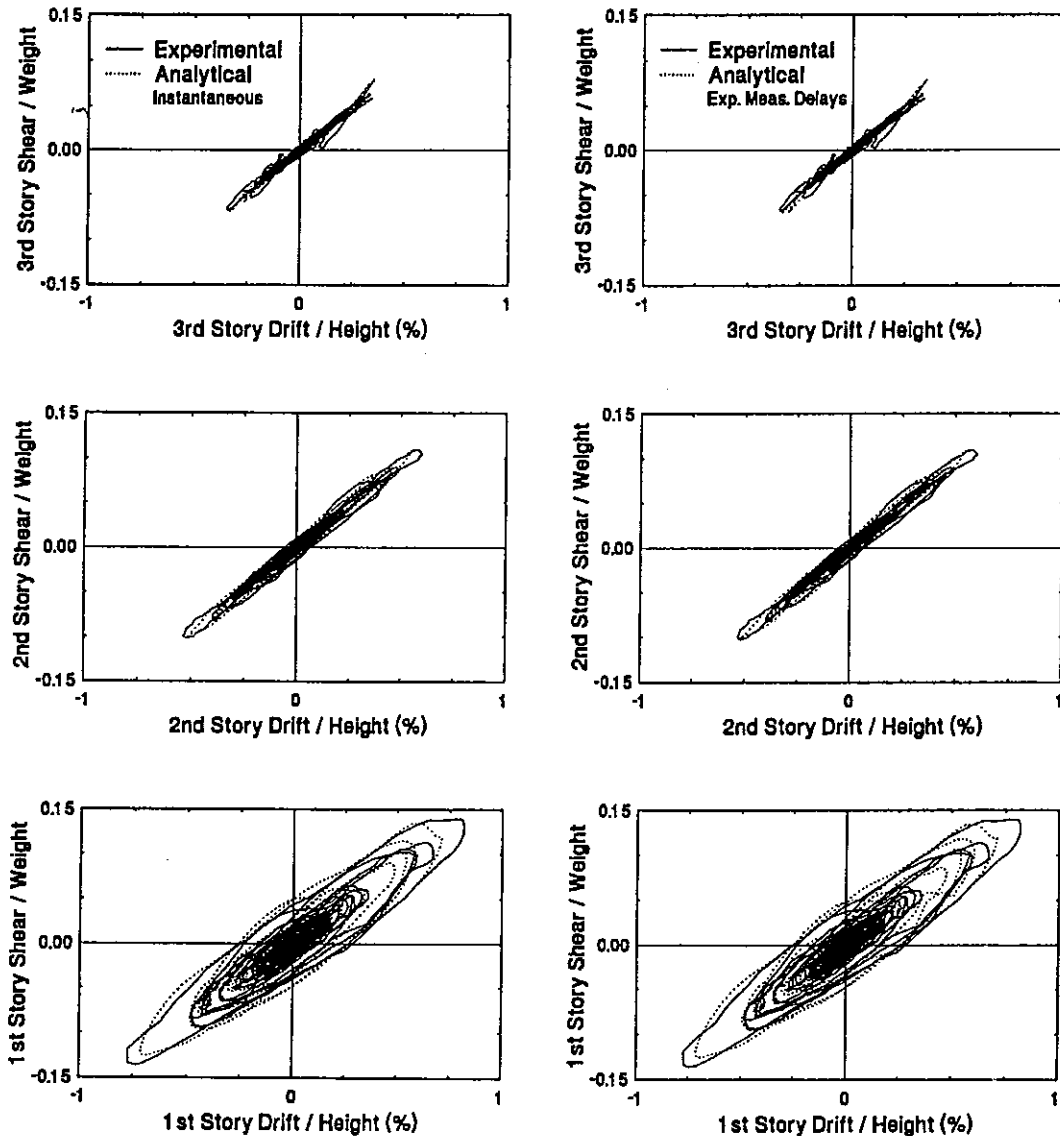 0.15
Experimental
Analytical
Instantaneous
3rd Story Shear / Weight
0.00
-0.15
-1
0
1
3rd Story Drift / Height (%)
0.15
Experimental
Analytical
Exp. Meas. Delays
3rd Story Shear / Weight
0.00
-0.15
-1
0
1
3rd Story Drift / Height (%)
0.15
2nd Story Shear / Weight
0.00
-0.15
-1
0
1
2nd Story Drift / Height (%)
0.15
2nd Story Shear / Weight
0.00
-0.15
-1
0
1
2nd Story Drift / Height (%)
0.15
1st Story Shear / Weight
0.00
-0.15
-1
0
1
1st Story Drift / Height (%)
0.15
1st Story Shear / Weight
0.00
-0.15
-1
0
1
1st Story Drift / Height (%)